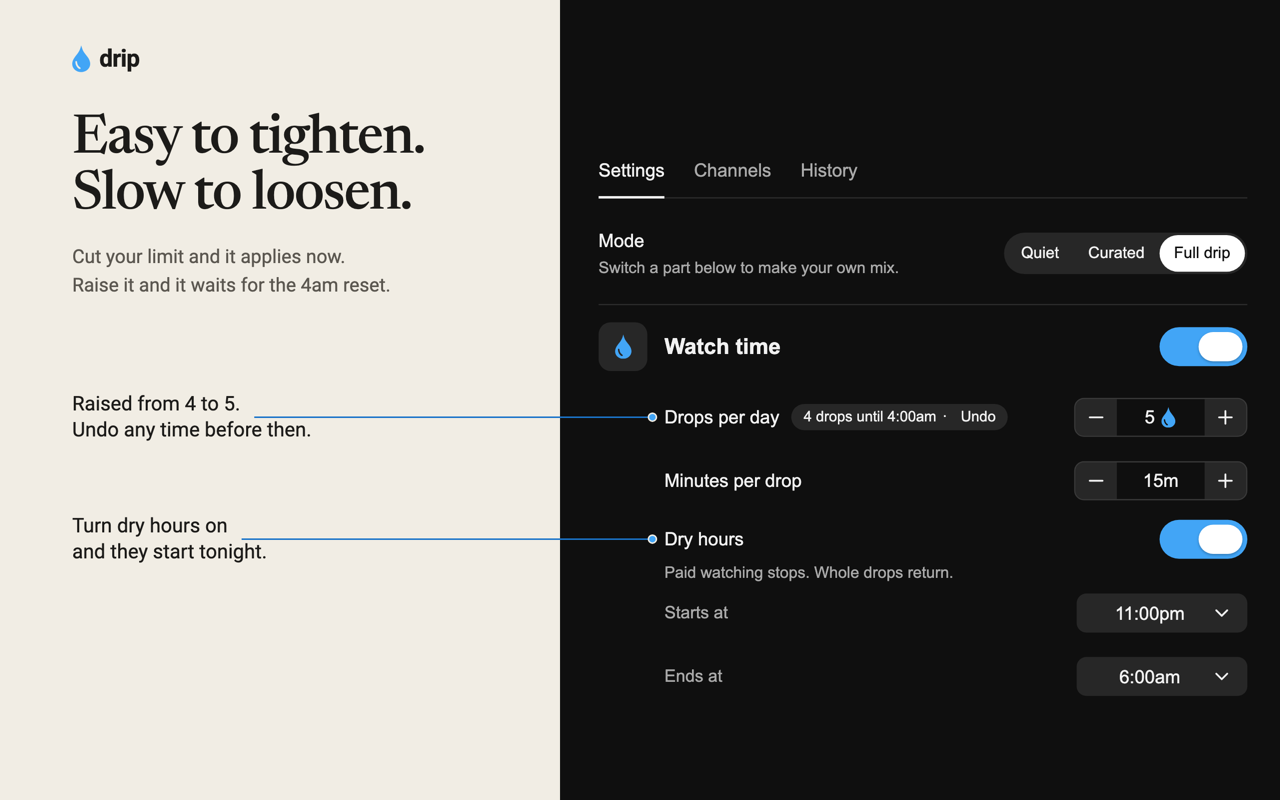 drip
Easy to tighten.
Slow to loosen.
Cut your limit and it applies now.
Raise it and it waits for the 4am reset.
Raised from 4 to 5.
Undo any time before then.
Turn dry hours on
and they start tonight.
Settings Channels History
Mode
Switch a part below to make your own mix.
Quiet Curated Full drip
Watch time
Drops per day 4 drops until 4:00am · Undo − 5 +
Minutes per drop − 15m +
Dry hours
Paid watching stops. Whole drops return.
Starts at 11:00pm
Ends at 6:00am